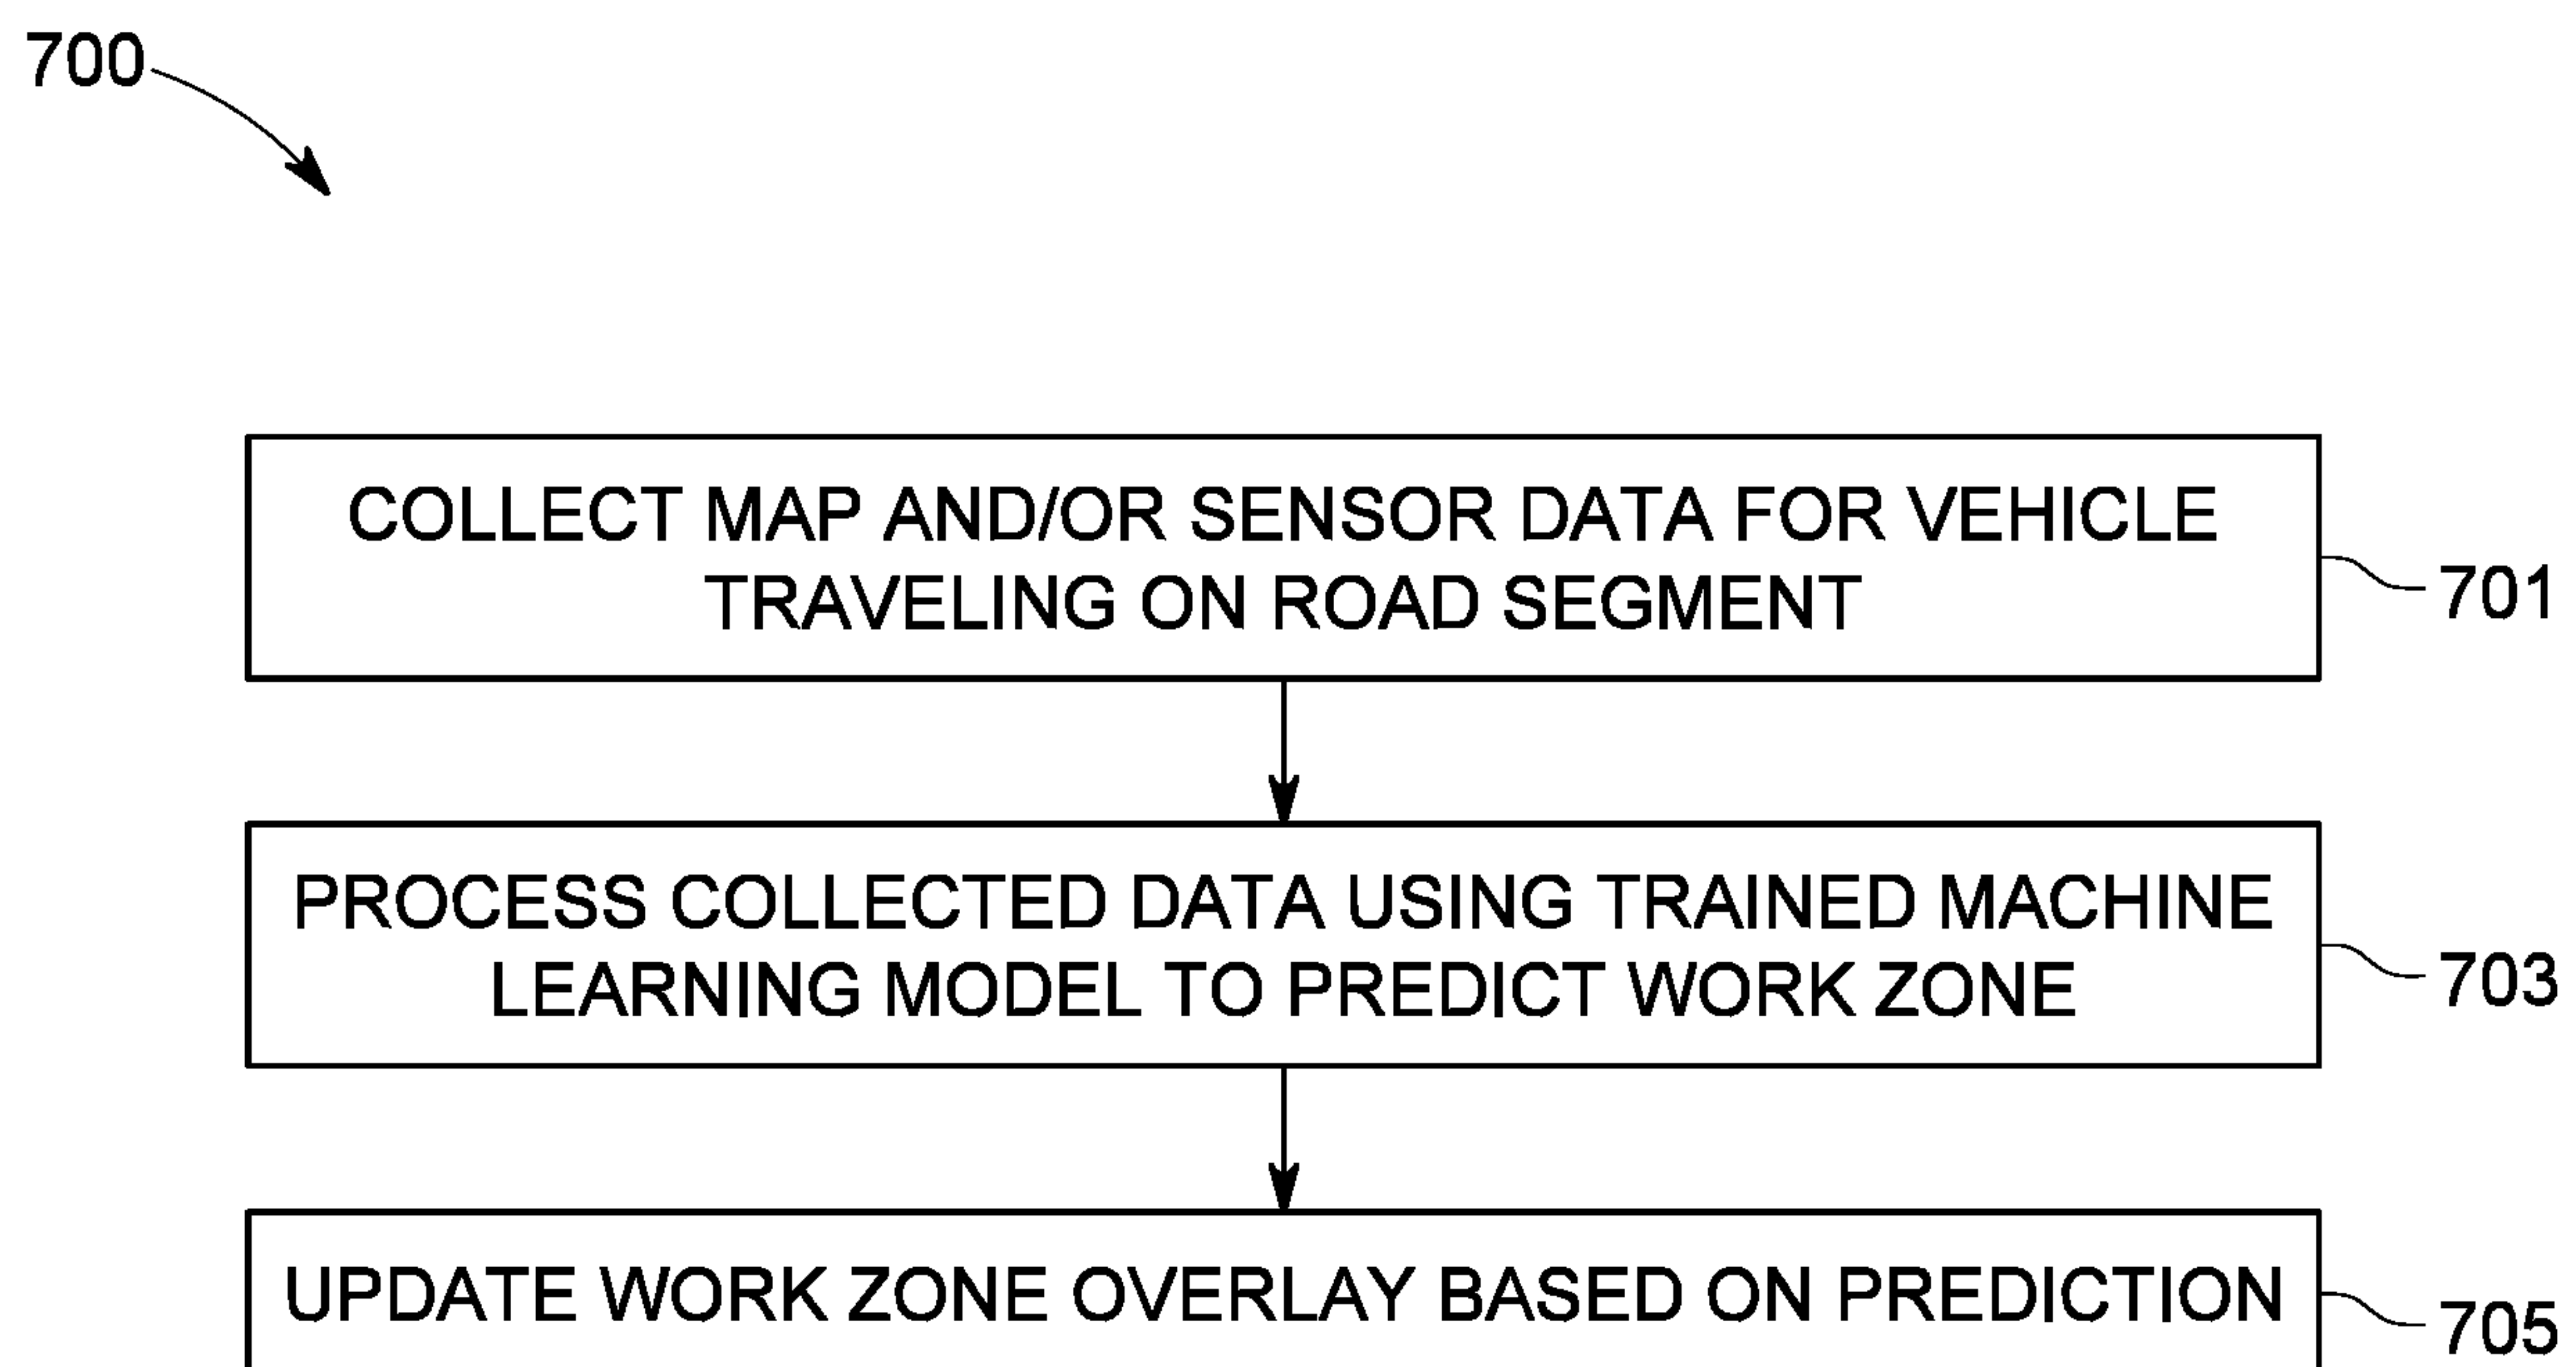 700
COLLECT MAP AND/OR SENSOR DATA FOR VEHICLE
TRAVELING ON ROAD SEGMENT
701
PROCESS COLLECTED DATA USING TRAINED MACHINE
LEARNING MODEL TO PREDICT WORK ZONE
703
UPDATE WORK ZONE OVERLAY BASED ON PREDICTION
705